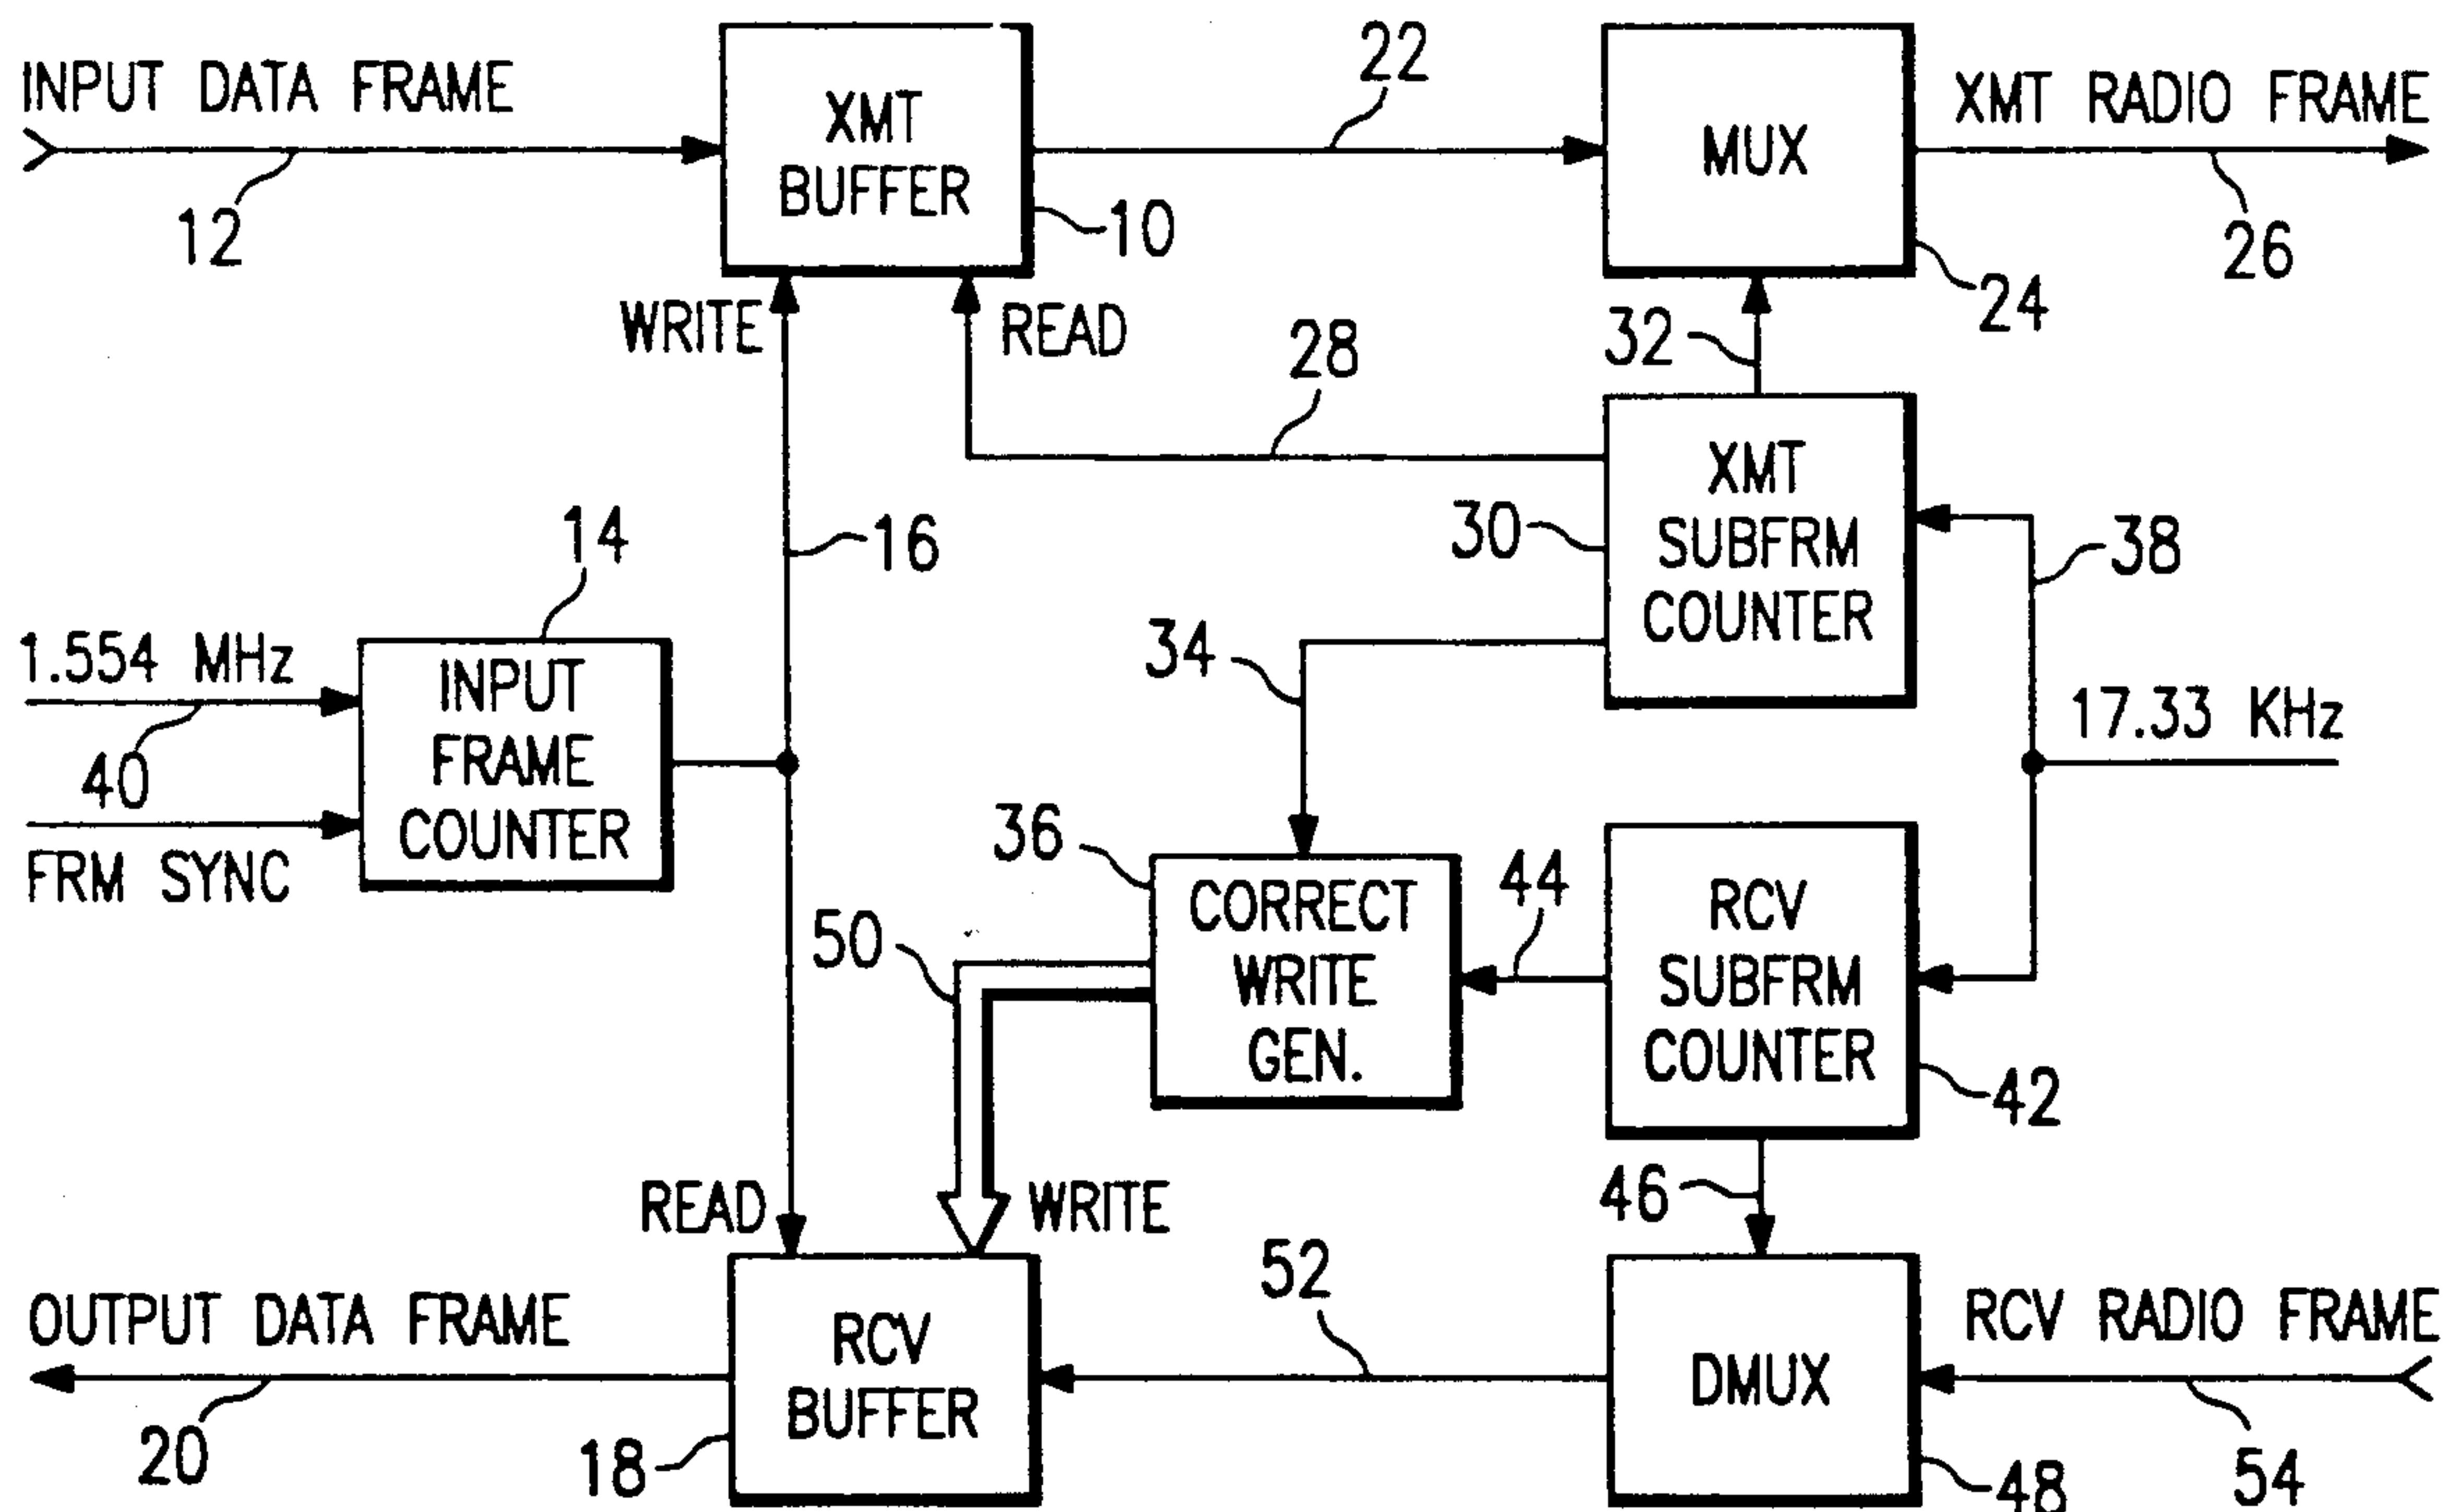 INPUT DATA FRAME
12
XMT
BUFFER
10
22
MUX
24
XMT RADIO FRAME
26
WRITE
READ
28
32
16
14
1.554 MHz
40
FRM SYNC
INPUT
FRAME
COUNTER
30
XMT
SUBFRM
COUNTER
38
34
17.33 KHz
36
CORRECT
WRITE
GEN.
44
RCV
SUBFRM
COUNTER
42
50
READ
WRITE
46
OUTPUT DATA FRAME
20
RCV
BUFFER
18
52
DMUX
48
RCV RADIO FRAME
54